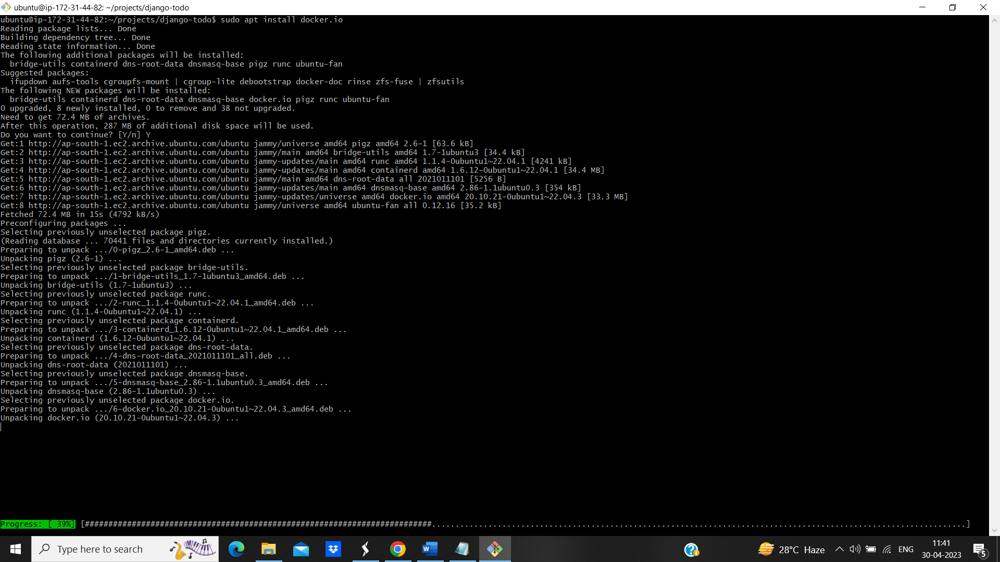 ubuntu@ip-172-31-44-82: ~/projects/django-todo
ubuntu@ip-172-31-44-82:~/projects/django-todo$ sudo apt install docker.io
Reading package lists... Done
Building dependency tree... Done
Reading state information... Done
The following additional packages will be installed:
  bridge-utils containerd dns-root-data dnsmasq-base pigz runc ubuntu-fan
Suggested packages:
  ifupdown aufs-tools cgroupfs-mount | cgroup-lite debootstrap docker-doc rinse zfs-fuse | zfsutils
The following NEW packages will be installed:
  bridge-utils containerd dns-root-data dnsmasq-base docker.io pigz runc ubuntu-fan
0 upgraded, 8 newly installed, 0 to remove and 38 not upgraded.
Need to get 72.4 MB of archives.
After this operation, 287 MB of additional disk space will be used.
Do you want to continue? [Y/n] Y
Get:1 http://ap-south-1.ec2.archive.ubuntu.com/ubuntu jammy/universe amd64 pigz amd64 2.6-1 [63.6 kB]
Get:2 http://ap-south-1.ec2.archive.ubuntu.com/ubuntu jammy/main amd64 bridge-utils amd64 1.7-1ubuntu3 [34.4 kB]
Get:3 http://ap-south-1.ec2.archive.ubuntu.com/ubuntu jammy-updates/main amd64 runc amd64 1.1.4-0ubuntu1~22.04.1 [4241 kB]
Get:4 http://ap-south-1.ec2.archive.ubuntu.com/ubuntu jammy-updates/main amd64 containerd amd64 1.6.12-0ubuntu1~22.04.1 [34.4 MB]
Get:5 http://ap-south-1.ec2.archive.ubuntu.com/ubuntu jammy/main amd64 dns-root-data all 2021011101 [5256 B]
Get:6 http://ap-south-1.ec2.archive.ubuntu.com/ubuntu jammy-updates/main amd64 dnsmasq-base amd64 2.86-1.1ubuntu0.3 [354 kB]
Get:7 http://ap-south-1.ec2.archive.ubuntu.com/ubuntu jammy-updates/universe amd64 docker.io amd64 20.10.21-0ubuntu1~22.04.3 [33.3 MB]
Get:8 http://ap-south-1.ec2.archive.ubuntu.com/ubuntu jammy/universe amd64 ubuntu-fan all 0.12.16 [35.2 kB]
Fetched 72.4 MB in 15s (4792 kB/s)
Preconfiguring packages ...
Selecting previously unselected package pigz.
(Reading database ... 70441 files and directories currently installed.)
Preparing to unpack .../0-pigz_2.6-1_amd64.deb ...
Unpacking pigz (2.6-1) ...
Selecting previously unselected package bridge-utils.
Preparing to unpack .../1-bridge-utils_1.7-1ubuntu3_amd64.deb ...
Unpacking bridge-utils (1.7-1ubuntu3) ...
Selecting previously unselected package runc.
Preparing to unpack .../2-runc_1.1.4-0ubuntu1~22.04.1_amd64.deb ...
Unpacking runc (1.1.4-0ubuntu1~22.04.1) ...
Selecting previously unselected package containerd.
Preparing to unpack .../3-containerd_1.6.12-0ubuntu1~22.04.1_amd64.deb ...
Unpacking containerd (1.6.12-0ubuntu1~22.04.1) ...
Selecting previously unselected package dns-root-data.
Preparing to unpack .../4-dns-root-data_2021011101_all.deb ...
Unpacking dns-root-data (2021011101) ...
Selecting previously unselected package dnsmasq-base.
Preparing to unpack .../5-dnsmasq-base_2.86-1.1ubuntu0.3_amd64.deb ...
Unpacking dnsmasq-base (2.86-1.1ubuntu0.3) ...
Selecting previously unselected package docker.io.
Preparing to unpack .../6-docker.io_20.10.21-0ubuntu1~22.04.3_amd64.deb ...
Unpacking docker.io (20.10.21-0ubuntu1~22.04.3) ...
Progress: [ 39%] [##########################################################################..................................................................................................................]
Type here to search
28°C Haze
ENG
11:41
30-04-2023
5